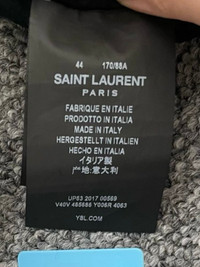 44 170/88A
SAINT LAURENT
PARIS
FABRIQUE EN ITALIE
PRODOTTO IN ITALIA
MADE IN ITALY
HERGESTELLT IN ITALIEN
HECHO EN ITALIA
イタリア製
产地:意大利
UP53 2017 00569
V40V 485688 Y006R 4063
YSL.COM